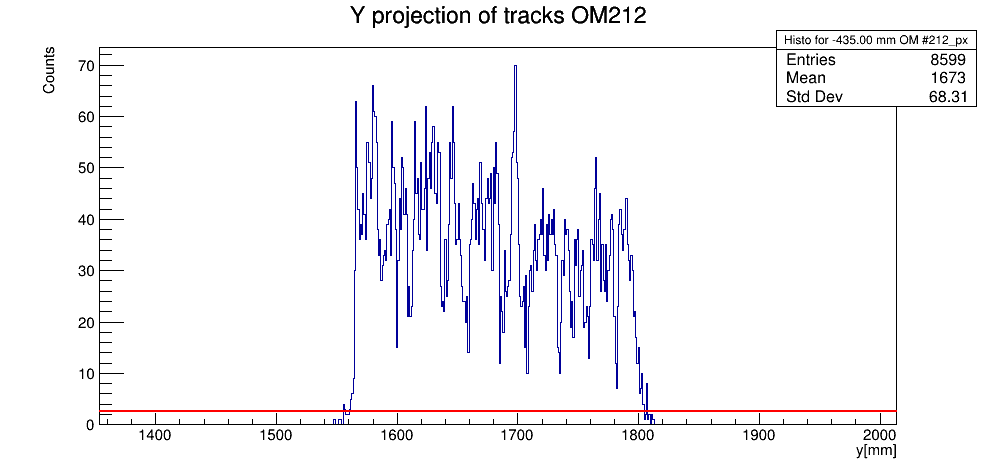 Y projection of tracks OM212
Histo for -435.00 mm OM #212_px
Entries 8599
Mean 1673
Std Dev 68.31
Counts
70
60
50
40
30
20
10
0
1400 1500 1600 1700 1800 1900 2000
y[mm]